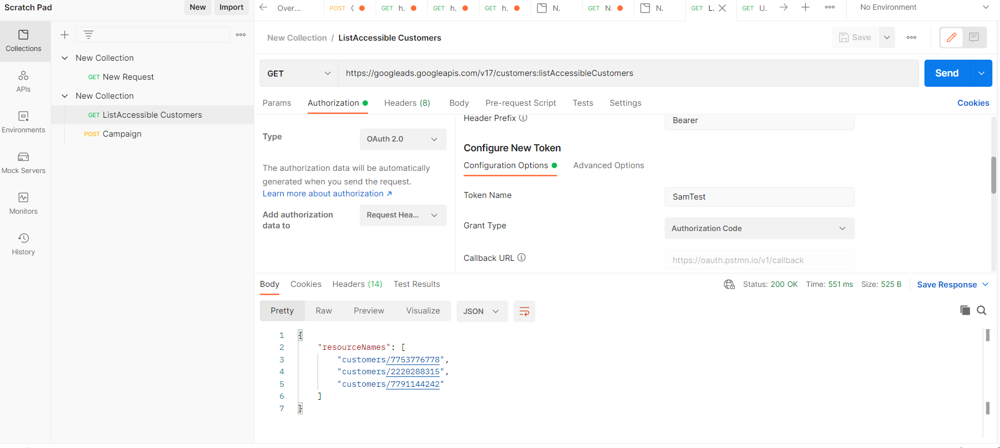 Scratch Pad
New
Import
Over...
POST
GET h.
GET h.
GET h.
N.
GET N.
N.
GET L.
GET U.
No Environment
Collections
APIs
Environments
Mock Servers
Monitors
History
New Collection
GET New Request
New Collection
GET ListAccessible Customers
POST Campaign
New Collection / ListAccessible Customers
Save
GET
https://googleads.googleapis.com/v17/customers:listAccessibleCustomers
Send
Params
Authorization
Headers (8)
Body
Pre-request Script
Tests
Settings
Cookies
Type
OAuth 2.0
The authorization data will be automatically
generated when you send the request.
Learn more about authorization ↗
Add authorization
data to
Request Hea...
Header Prefix
Bearer
Configure New Token
Configuration Options
Advanced Options
Token Name
SamTest
Grant Type
Authorization Code
Callback URL
https://oauth.pstmn.io/v1/callback
Body
Cookies
Headers (14)
Test Results
Status: 200 OK
Time: 551 ms
Size: 525 B
Save Response
Pretty
Raw
Preview
Visualize
JSON
1 {
2 "resourceNames": [
3 "customers/7753776778",
4 "customers/2220288315",
5 "customers/7791144242"
6 ]
7 }